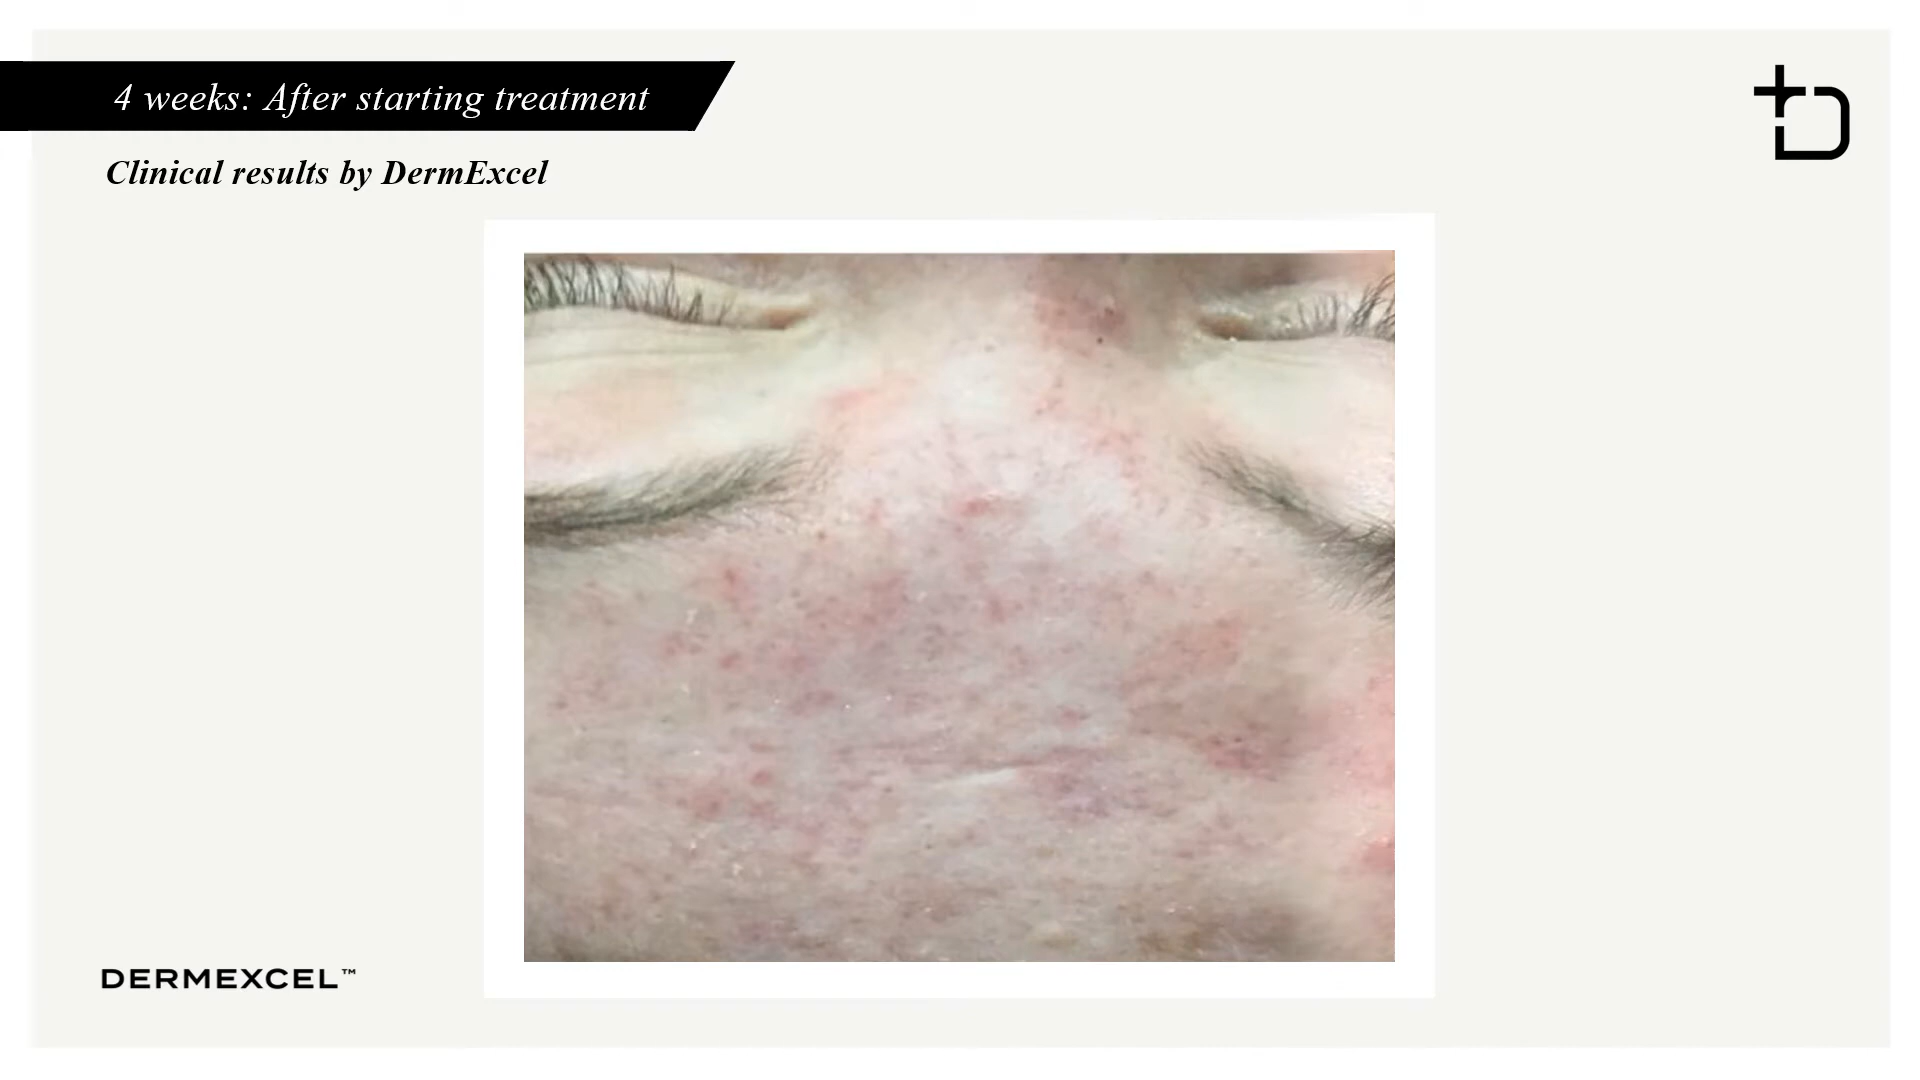 4 weeks: After starting treatment
Clinical results by DermExcel
DERMEXCEL™